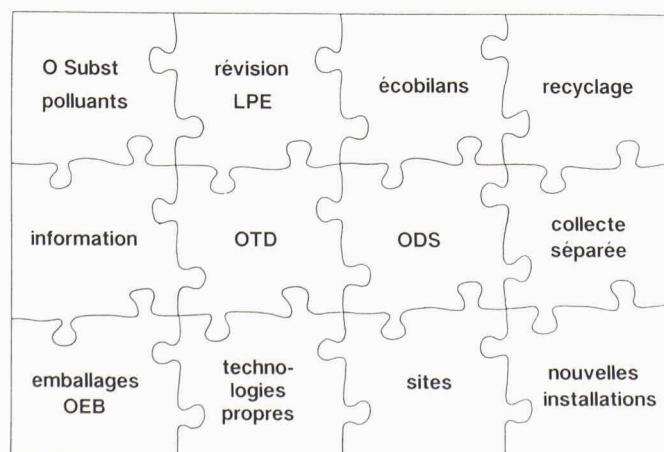 O Subst
polluants
révision
LPE
écobilans
recyclage
information
OTD
ODS
collecte
séparée
emballages
OEB
techno-
logies
propres
sites
nouvelles
installations